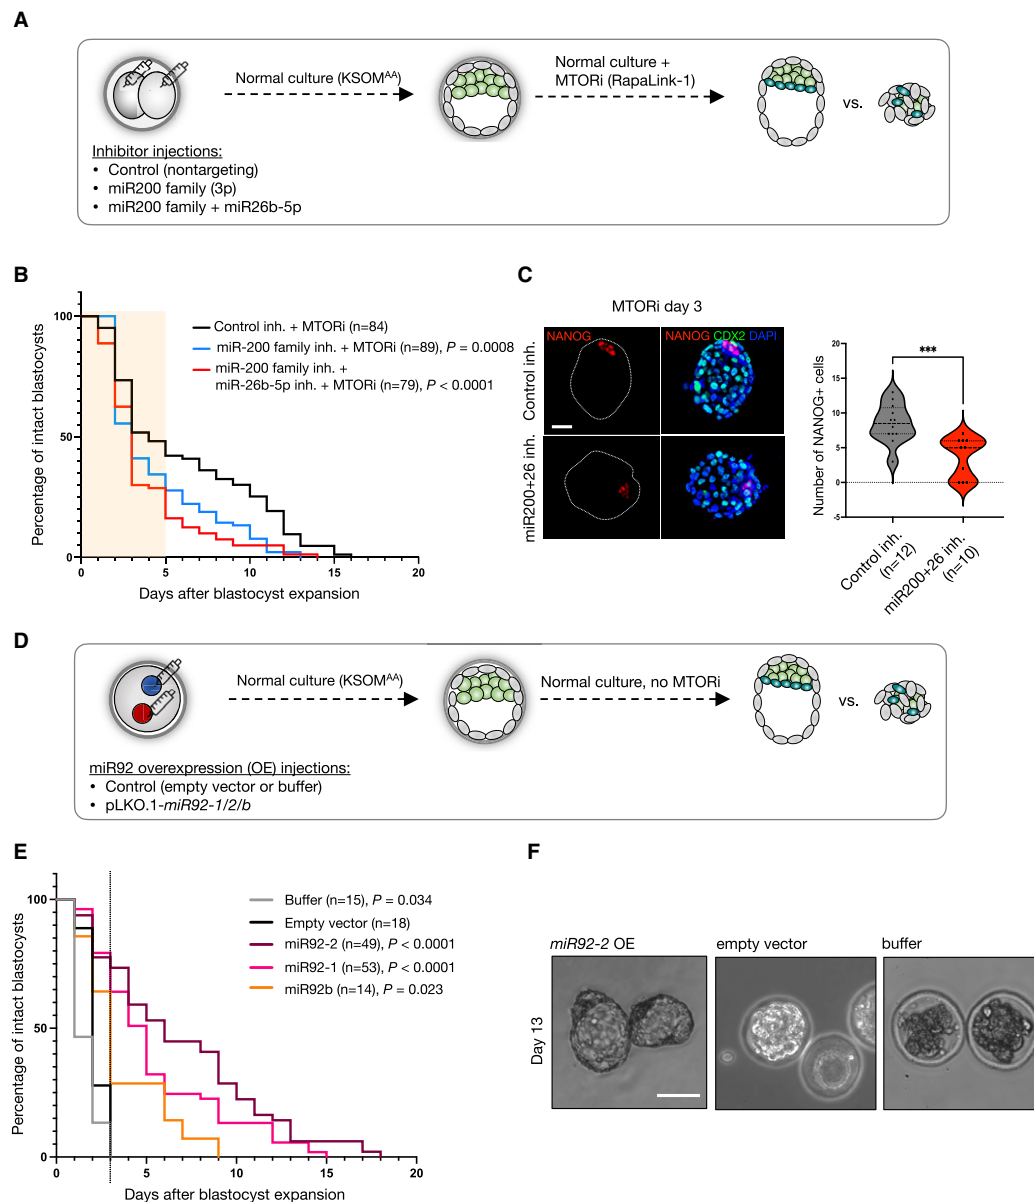 A
Normal culture (KSOMAA)
Normal culture +
MTORi (RapaLink-1)
vs.
Inhibitor injections:
• Control (nontargeting)
• miR200 family (3p)
• miR200 family + miR26b-5p
B
Percentage of intact blastocysts
100
50
0
0 5 10 15 20
Days after blastocyst expansion
Control inh. + MTORi (n=84)
miR-200 family inh. + MTORi (n=89), P = 0.0008
miR-200 family inh. +
miR-26b-5p inh. + MTORi (n=79), P < 0.0001
C
MTORi day 3
NANOG
NANOG CDX2 DAPI
Control inh.
miR200+26 inh.
Number of NANOG+ cells
20
15
10
5
0
-5
***
Control inh.
(n=12)
miR200+26 inh.
(n=10)
D
Normal culture (KSOMAA)
Normal culture, no MTORi
vs.
miR92 overexpression (OE) injections:
• Control (empty vector or buffer)
• pLKO.1-miR92-1/2/b
E
Percentage of intact blastocysts
100
50
0
0 5 10 15 20
Days after blastocyst expansion
Buffer (n=15), P = 0.034
Empty vector (n=18)
miR92-2 (n=49), P < 0.0001
miR92-1 (n=53), P < 0.0001
miR92b (n=14), P = 0.023
F
miR92-2 OE
empty vector
buffer
Day 13